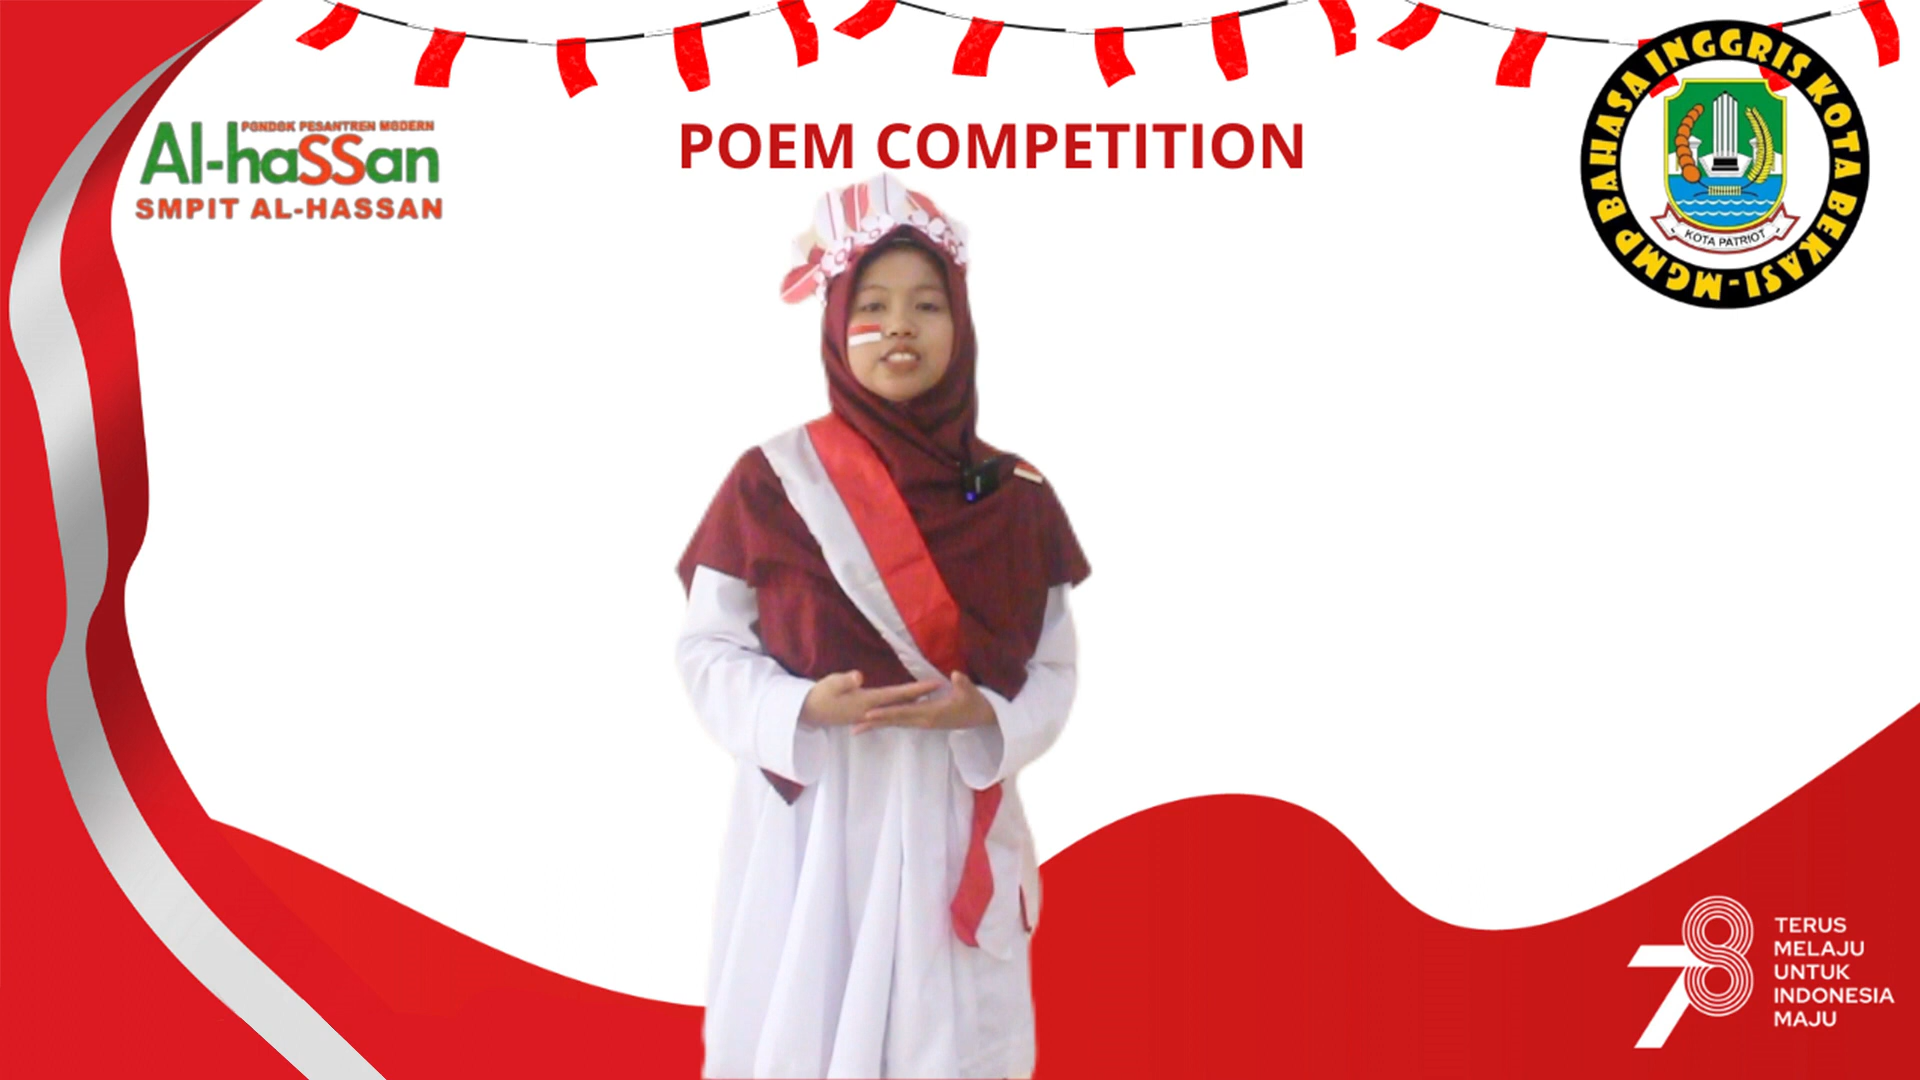 PONDOK PESANTREN MODERN
Al-haSSan
SMPIT AL-HASSAN
POEM COMPETITION
MGMP BAHASA INGGRIS KOTA BEKASI-
KOTA PATRIOT
78
TERUS
MELAJU
UNTUK
INDONESIA
MAJU